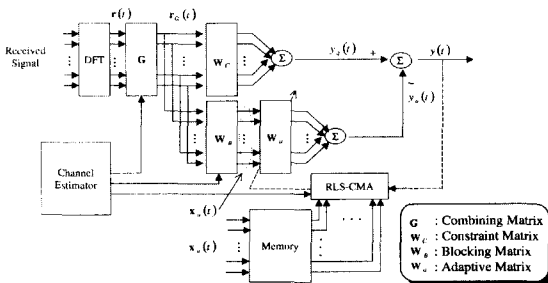 r(t)
r_G(t)
Received
Signal
DFT
G
W_C
Σ
y_d(t)
+
Σ
y(t)
-
y_a(t)
W_B
W_a
Σ
Channel
Estimator
RLS-CMA
x_a(t)
x_a(t)
Memory
G : Combining Matrix
W_C : Constraint Matrix
W_B : Blocking Matrix
W_a : Adaptive Matrix